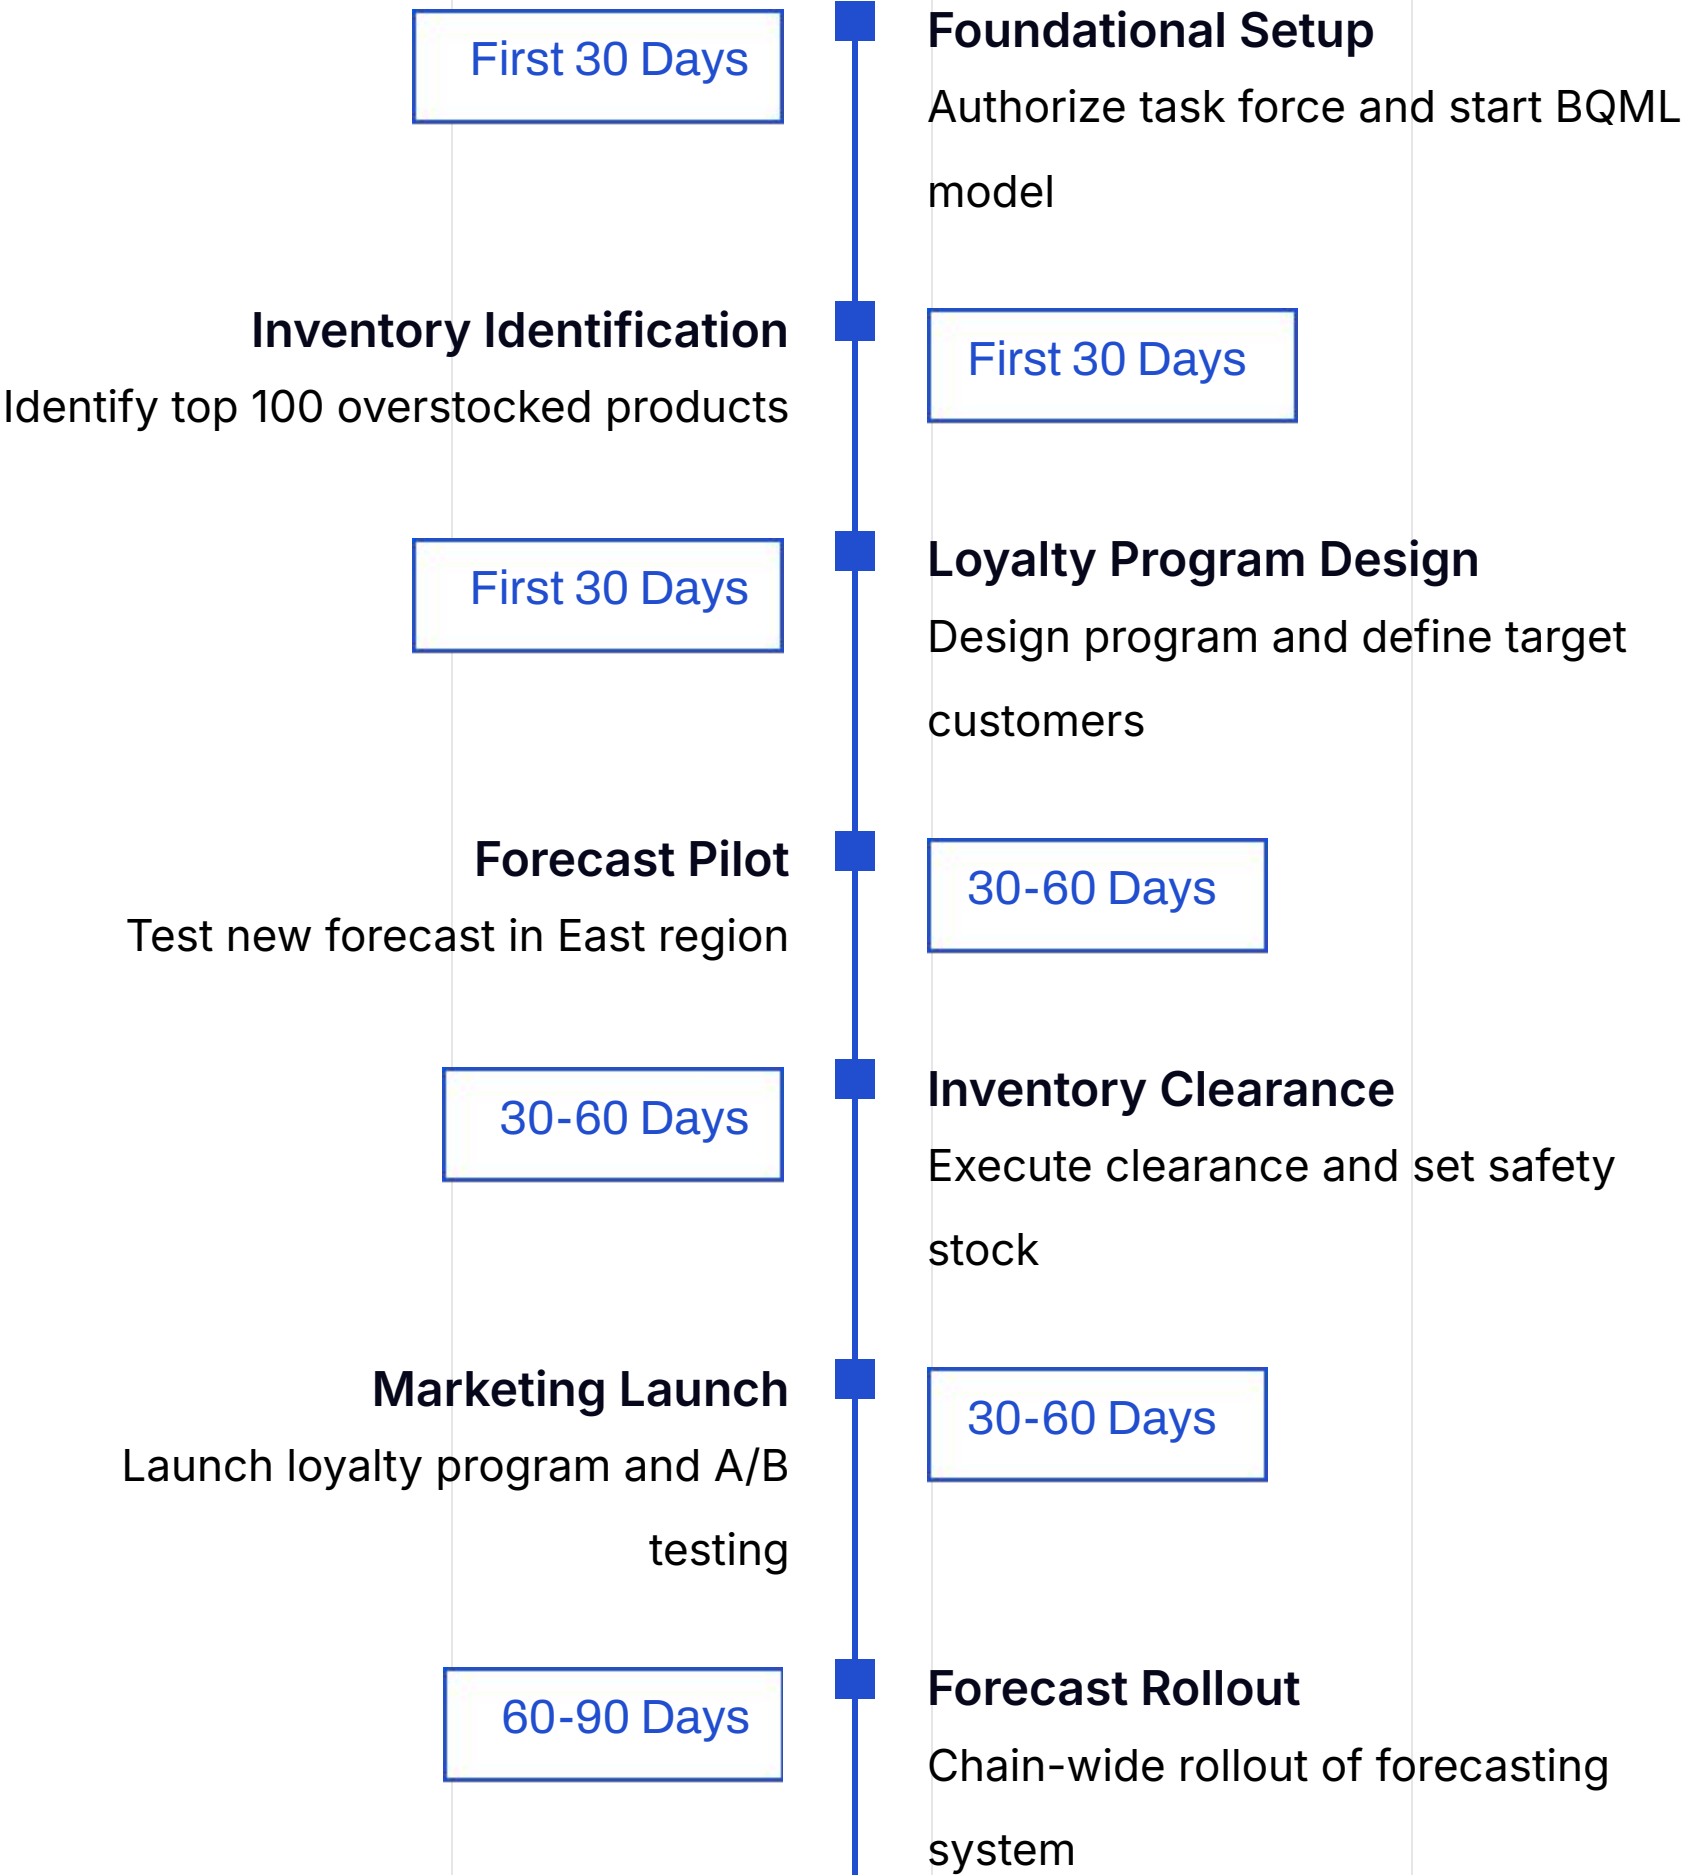 First 30 Days
Foundational Setup
Authorize task force and start BQML
model
Inventory Identification
Identify top 100 overstocked products
First 30 Days
First 30 Days
Loyalty Program Design
Design program and define target
customers
Forecast Pilot
Test new forecast in East region
30-60 Days
30-60 Days
Inventory Clearance
Execute clearance and set safety
stock
Marketing Launch
Launch loyalty program and A/B
testing
30-60 Days
60-90 Days
Forecast Rollout
Chain-wide rollout of forecasting
system